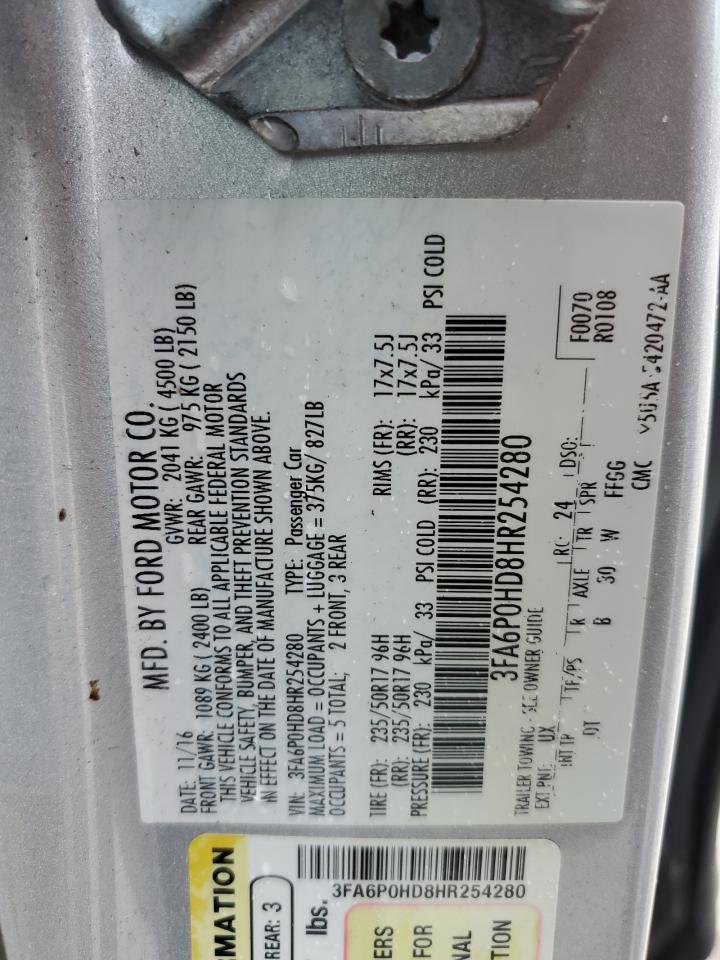 MFD. BY FORD MOTOR CO.
DATE: 11/16 GVWR: 2041 KG ( 4500 LB)
FRONT GAWR: 1089 KG ( 2400 LB) REAR GAWR: 975 KG ( 2150 LB)
THIS VEHICLE CONFORMS TO ALL APPLICABLE FEDERAL MOTOR
VEHICLE SAFETY, BUMPER, AND THEFT PREVENTION STANDARDS
IN EFFECT ON THE DATE OF MANUFACTURE SHOWN ABOVE.
VIN: 3FA6P0HD8HR254280 TYPE: Passenger Car
MAXIMUM LOAD = OCCUPANTS + LUGGAGE = 375KG/ 827LB
OCCUPANTS = 5 TOTAL; 2 FRONT, 3 REAR
TIRE (FR): 235/50R17 96H RIMS (FR): 17x7.5J
(RR): 235/50R17 96H (RR): 17x7.5J
PRESSURE (FR): 230 kPa/ 33 PSI COLD (RR): 230 kPa/ 33 PSI COLD
3FA6P0HD8HR254280
TRAILER TOWING - SEE OWNER GUIDE
EXT PNT: UX RC: 24 DSO:
INT TR TP/PS R AXLE TR SPR
B 30 W FFGG
CMC
F0070
R0108
RMATION
REAR: 3
lbs.
3FA6P0HD8HR254280
ERS
FOR
NAL
TION